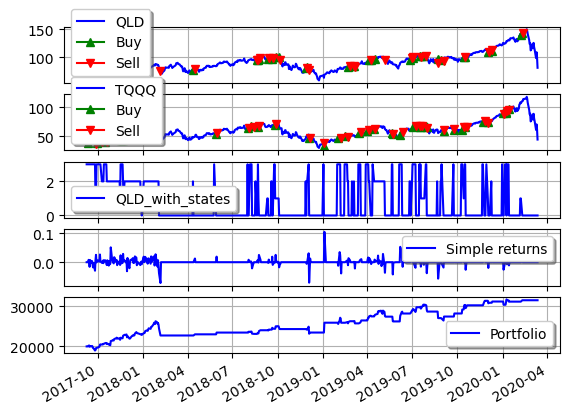 150
100
QLD
Buy
Sell
100
50
TQQQ
Buy
Sell
2
0
QLD_with_states
0.1
0.0
Simple returns
30000
20000
Portfolio
2017-10
2018-01
2018-04
2018-07
2018-10
2019-01
2019-04
2019-07
2019-10
2020-01
2020-04